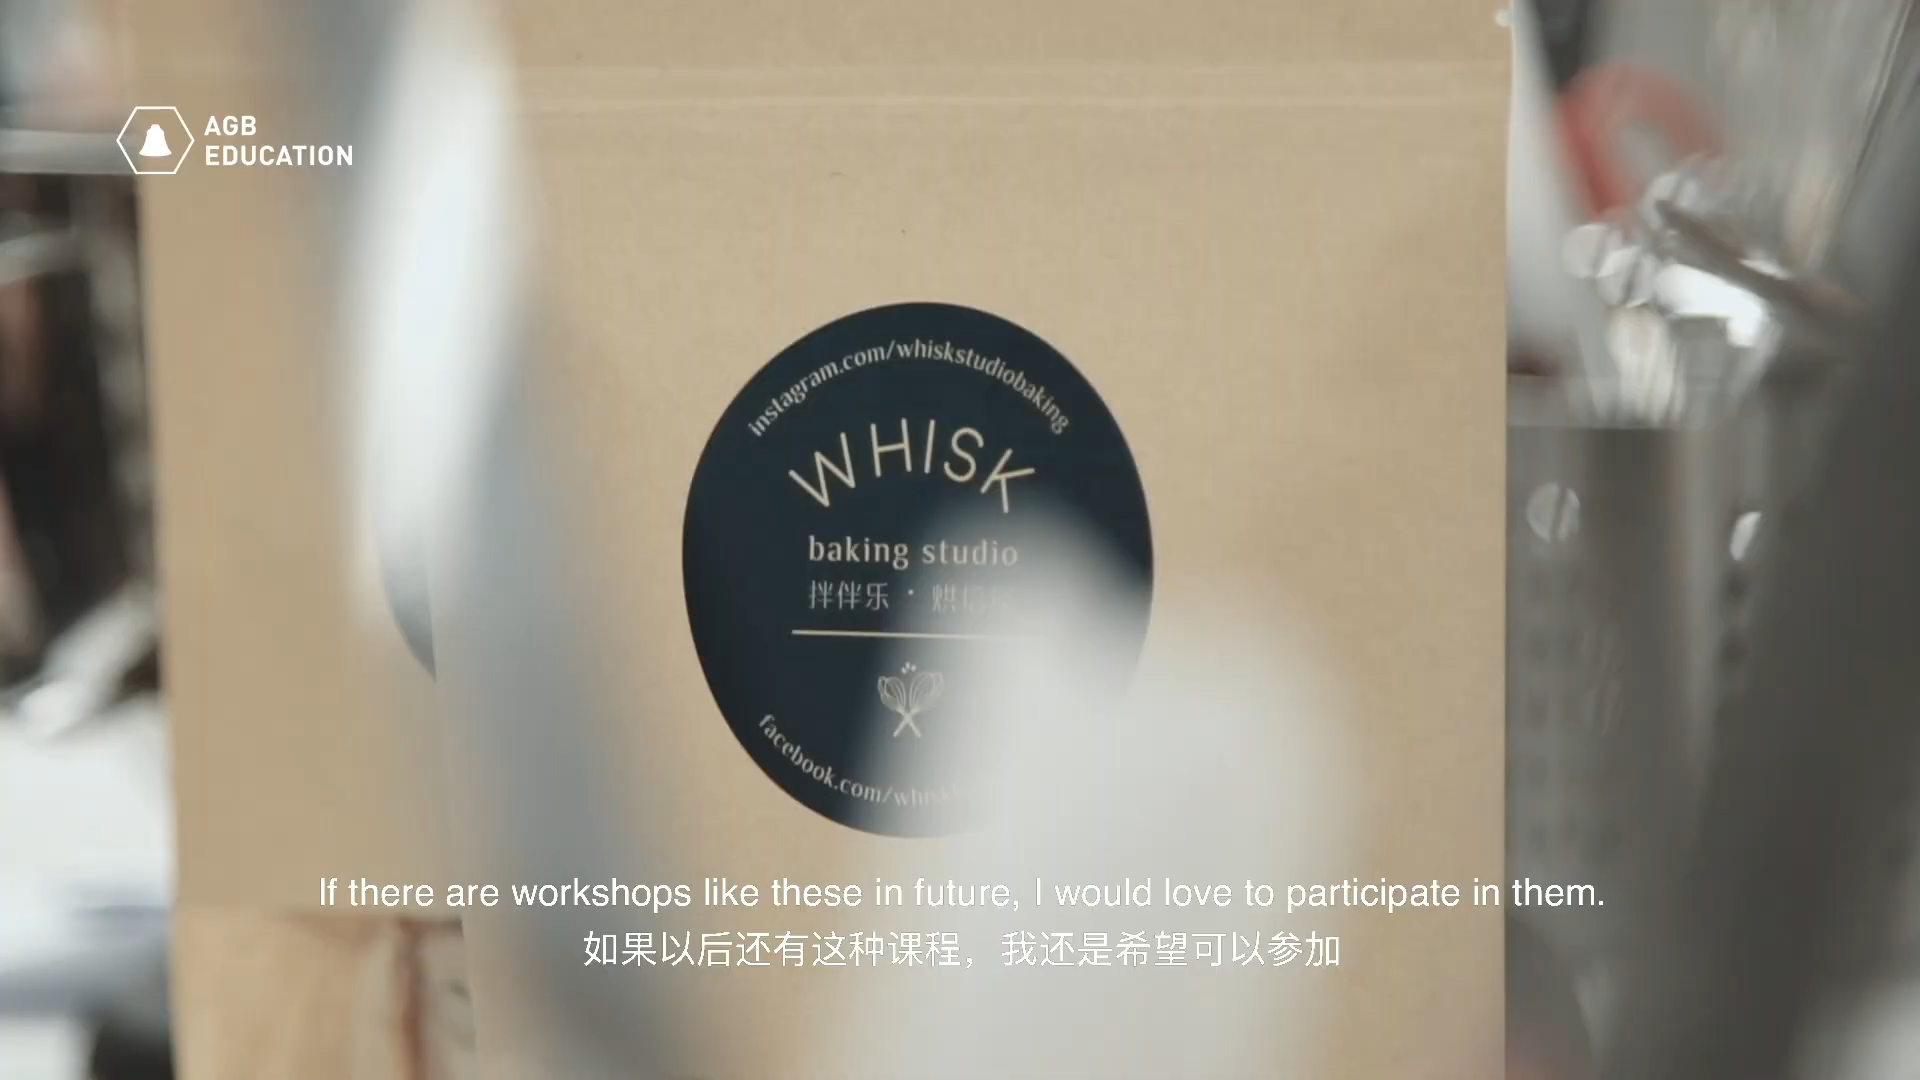 AGB
EDUCATION
instagram.com/whiskstudiobaking
WHISK
baking studio
拌伴乐 · 烘
facebook.com/whisk
If there are workshops like these in future, I would love to participate in them.
如果以后还有这种课程，我还是希望可以参加